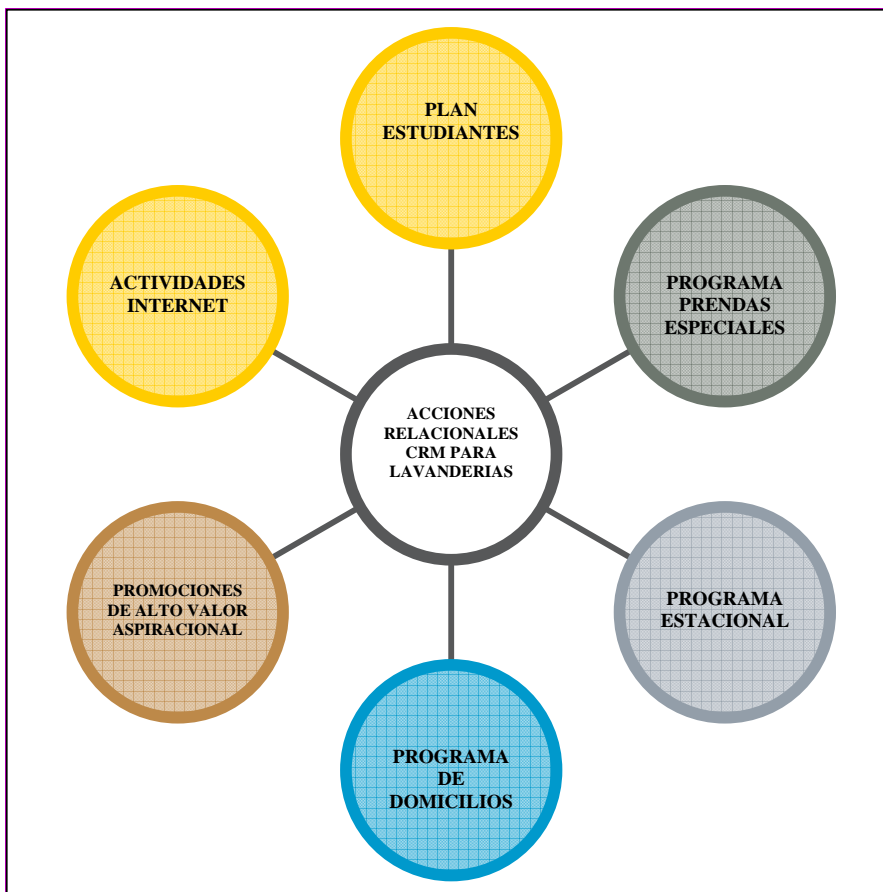 PLAN
ESTUDIANTES
ACTIVIDADES
INTERNET
PROGRAMA
PRENDAS
ESPECIALES
ACCIONES
RELACIONALES
CRM PARA
LAVANDERIAS
PROMOCIONES
DE ALTO VALOR
ASPIRACIONAL
PROGRAMA
ESTACIONAL
PROGRAMA
DE
DOMICILIOS